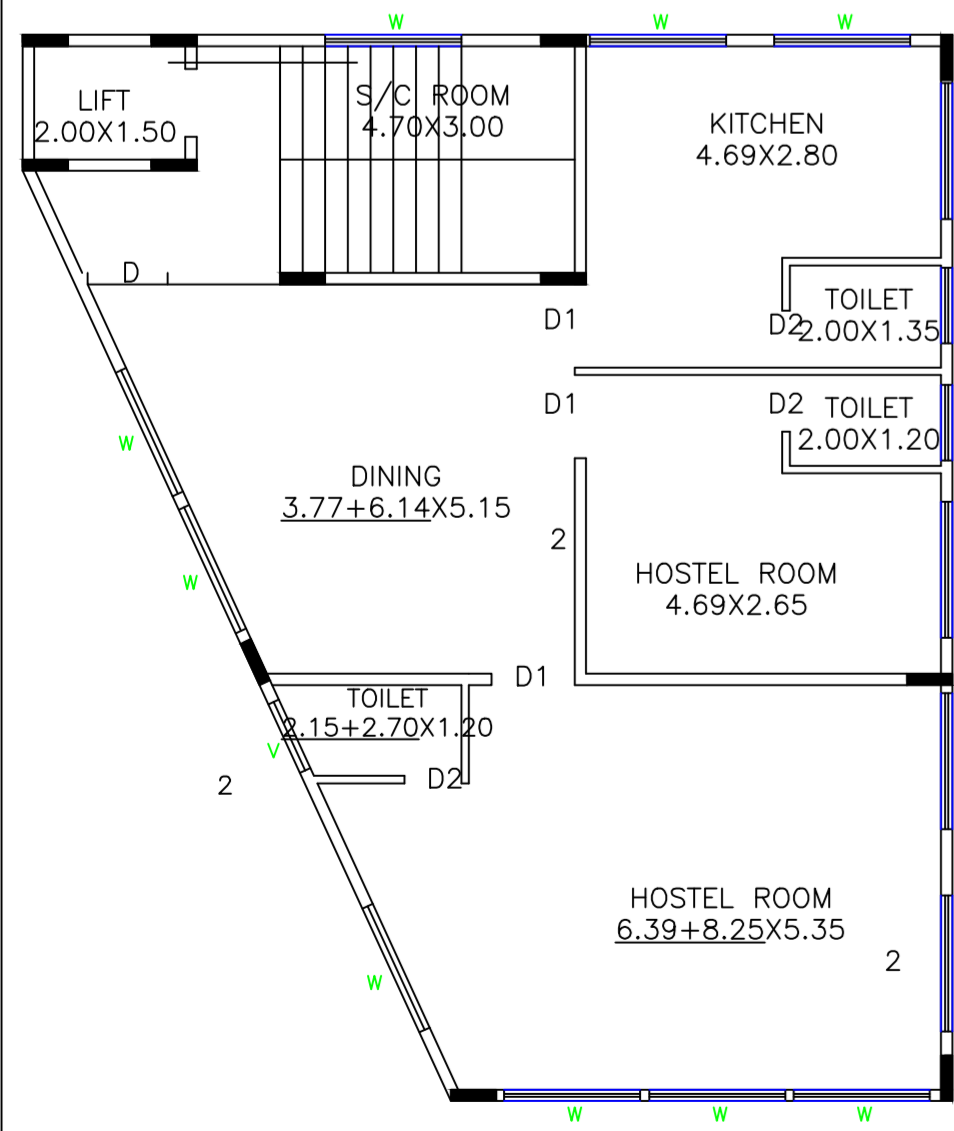 W W W
LIFT
2.00X1.50
S/C ROOM
4.70X3.00
KITCHEN
4.69X2.80
D
D1
D2
TOILET
2.00X1.35
D1
D2
TOILET
2.00X1.20
W
DINING
3.77+6.14X5.15
2
W
HOSTEL ROOM
4.69X2.65
D1
TOILET
2.15+2.70X1.20
V
2
D2
HOSTEL ROOM
6.39+8.25X5.35
2
W
W W W